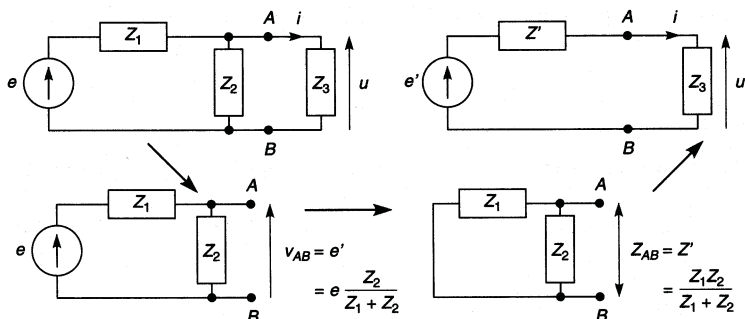 A i
Z1
e
Z2
Z3
u
B
A i
Z'
e'
Z3
u
B
A
Z1
e
Z2
vAB = e'
= e Z2 / Z1 + Z2
B
A
Z1
Z2
ZAB = Z'
= Z1Z2 / Z1 + Z2
B